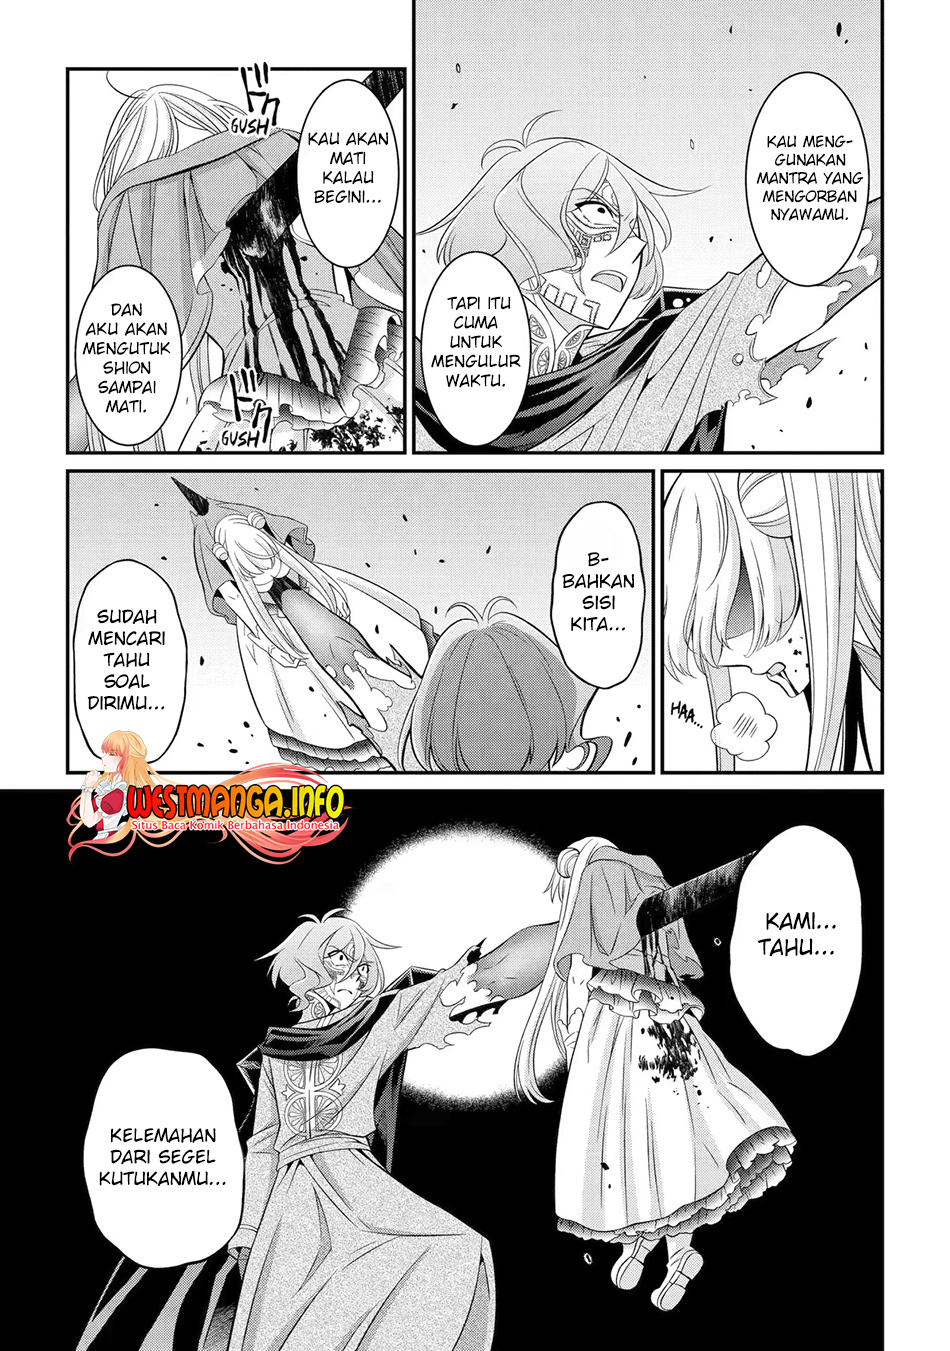 KAU MENG-
GUNAKAN
MANTRA YANG
MENGORBAN
NYAWAMU.
TAPI ITU
CUMA
UNTUK
MENGULUR
WAKTU.
ドドク
GUSH
KAU AKAN
MATI
KALAU
BEGINI...
DAN
AKU AKAN
MENGUTUK
SHION
SAMPAI
MATI.
ドドク
GUSH
HAA...
B-
BAHKAN
SISI
KITA...
SUDAH
MENCARI
TAHU
SOAL
DIRIMU...
WESTMANGA.INFO
Situs Baca Komik Berbahasa Indonesia
KAMI...
TAHU...
KELEMAHAN
DARI SEGEL
KUTUKANMU...